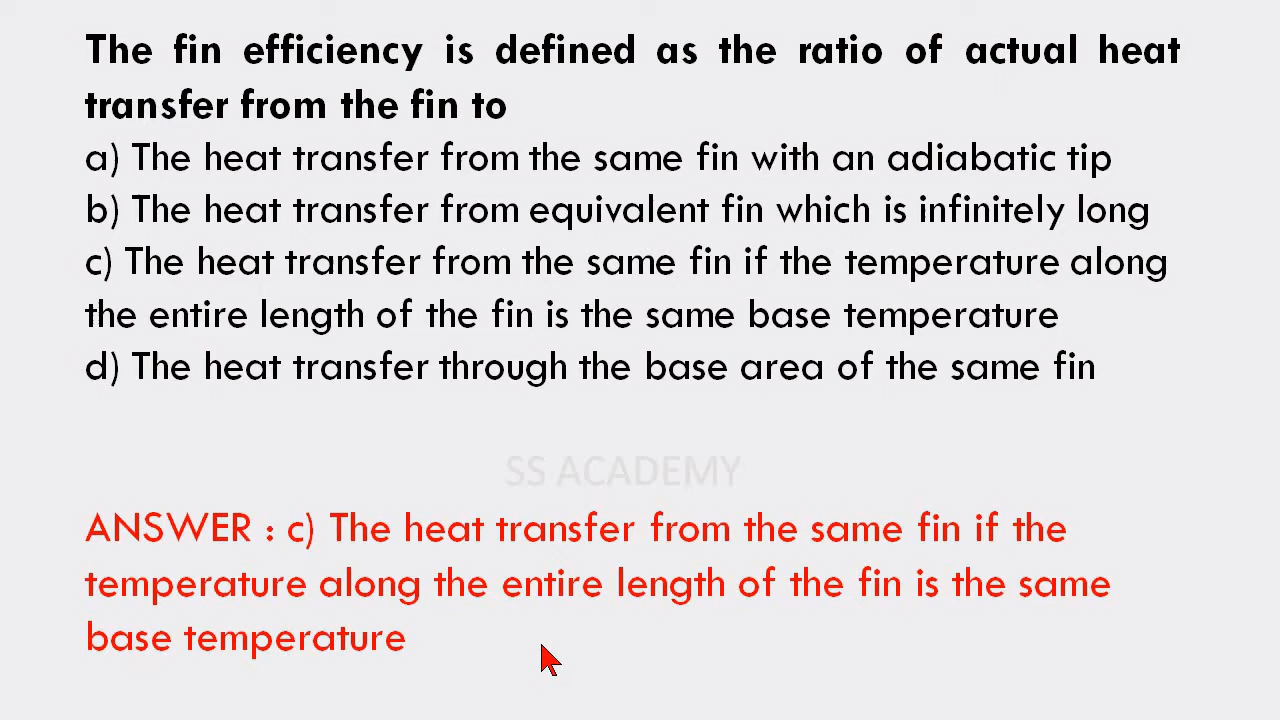 The fin efficiency is defined as the ratio of actual heat
transfer from the fin to
a) The heat transfer from the same fin with an adiabatic tip
b) The heat transfer from equivalent fin which is infinitely long
c) The heat transfer from the same fin if the temperature along
the entire length of the fin is the same base temperature
d) The heat transfer through the base area of the same fin
SS ACADEMY
ANSWER : c) The heat transfer from the same fin if the
temperature along the entire length of the fin is the same
base temperature